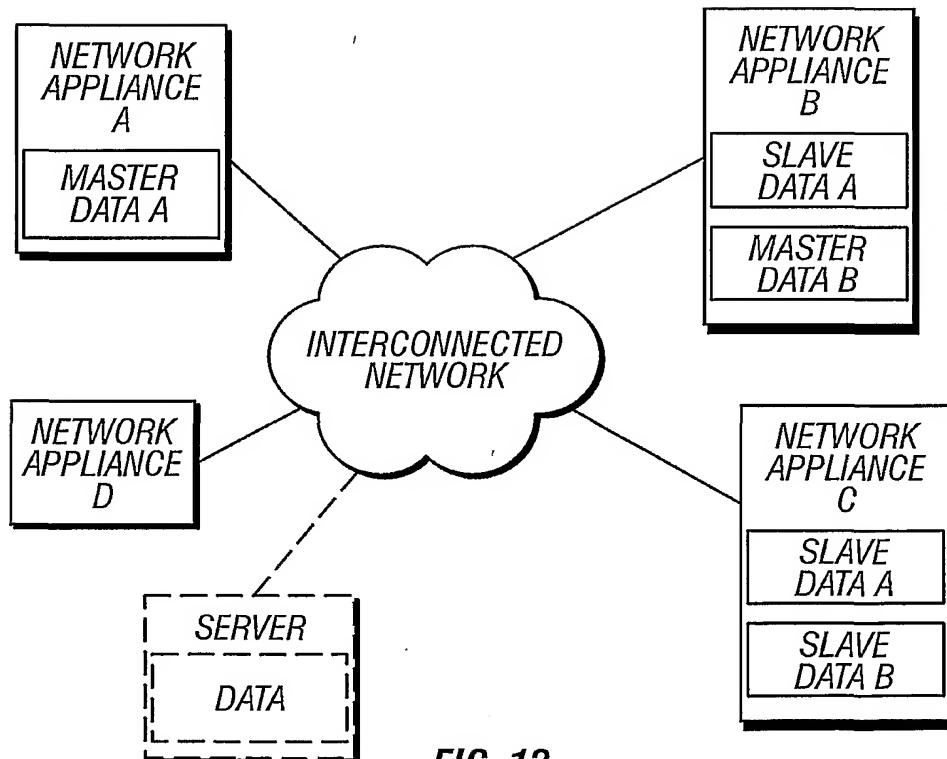 NETWORK
APPLIANCE
A
MASTER
DATA A
NETWORK
APPLIANCE
B
SLAVE
DATA A
MASTER
DATA B
INTERCONNECTED
NETWORK
NETWORK
APPLIANCE
D
NETWORK
APPLIANCE
C
SLAVE
DATA A
SLAVE
DATA B
SERVER
DATA